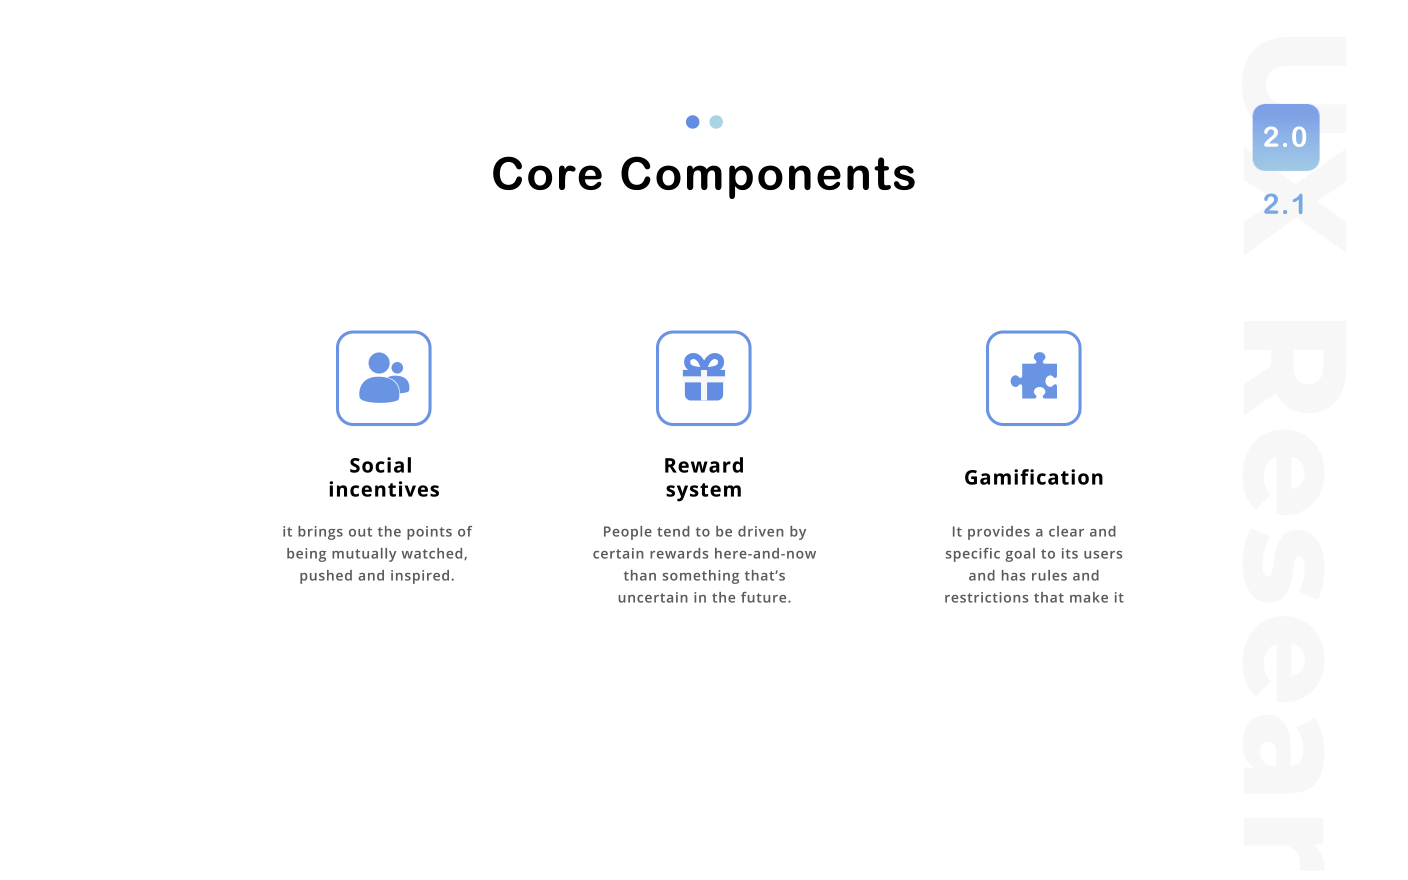 Core Components
2.0
2.1
Social
incentives
it brings out the points of
being mutually watched,
pushed and inspired.
Reward
system
People tend to be driven by
certain rewards here-and-now
than something that’s
uncertain in the future.
Gamification
It provides a clear and
specific goal to its users
and has rules and
restrictions that make it
UX Resear